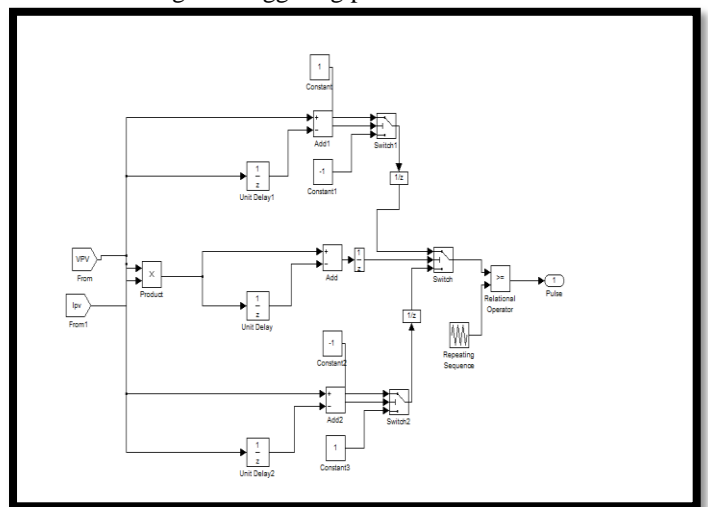 1
Constant
+
−
Add1
Switch1
-1
Constant1
1
z
Unit Delay1
1/z
VPV
From
Ipv
From1
X
Product
+
−
Add
1
z
Switch
1
z
Unit Delay
>=
Relational
Operator
1
Pulse
1/z
-1
Constant2
Repeating
Sequence
+
−
Add2
Switch2
1
Constant3
1
z
Unit Delay2